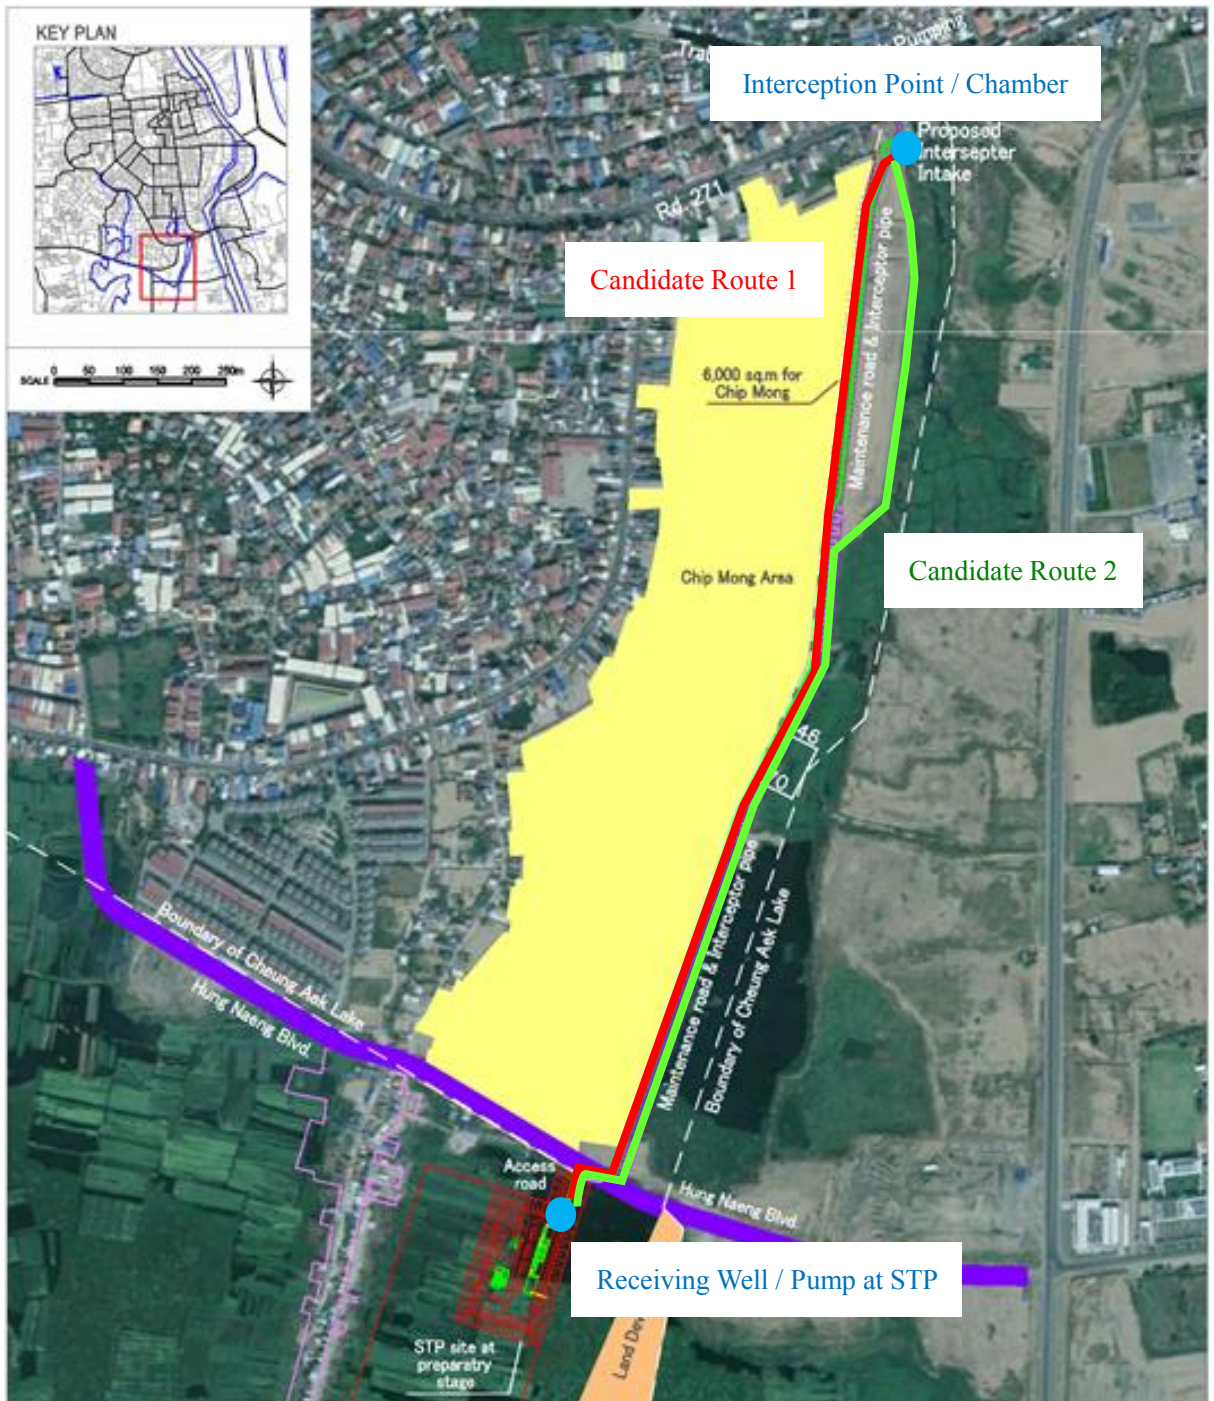 KEY PLAN
SCALE 0 50 100 150 200 250m
Pumping
Interception Point / Chamber
Proposed
Intersepter
Intake
Rd. 271
Candidate Route 1
Maintenance road & Interceptor pipe
6,000 sq.m for
Chip Mong
Chip Mong Area
Candidate Route 2
46
Maintenance road & Interceptor pipe
Boundary of Cheung Aek Lake
Boundary of Cheung Aek Lake
Hung Naeng Blvd.
Access
road
Hung Naeng Blvd.
Receiving Well / Pump at STP
STP site at
preparatry
stage
Land Dev